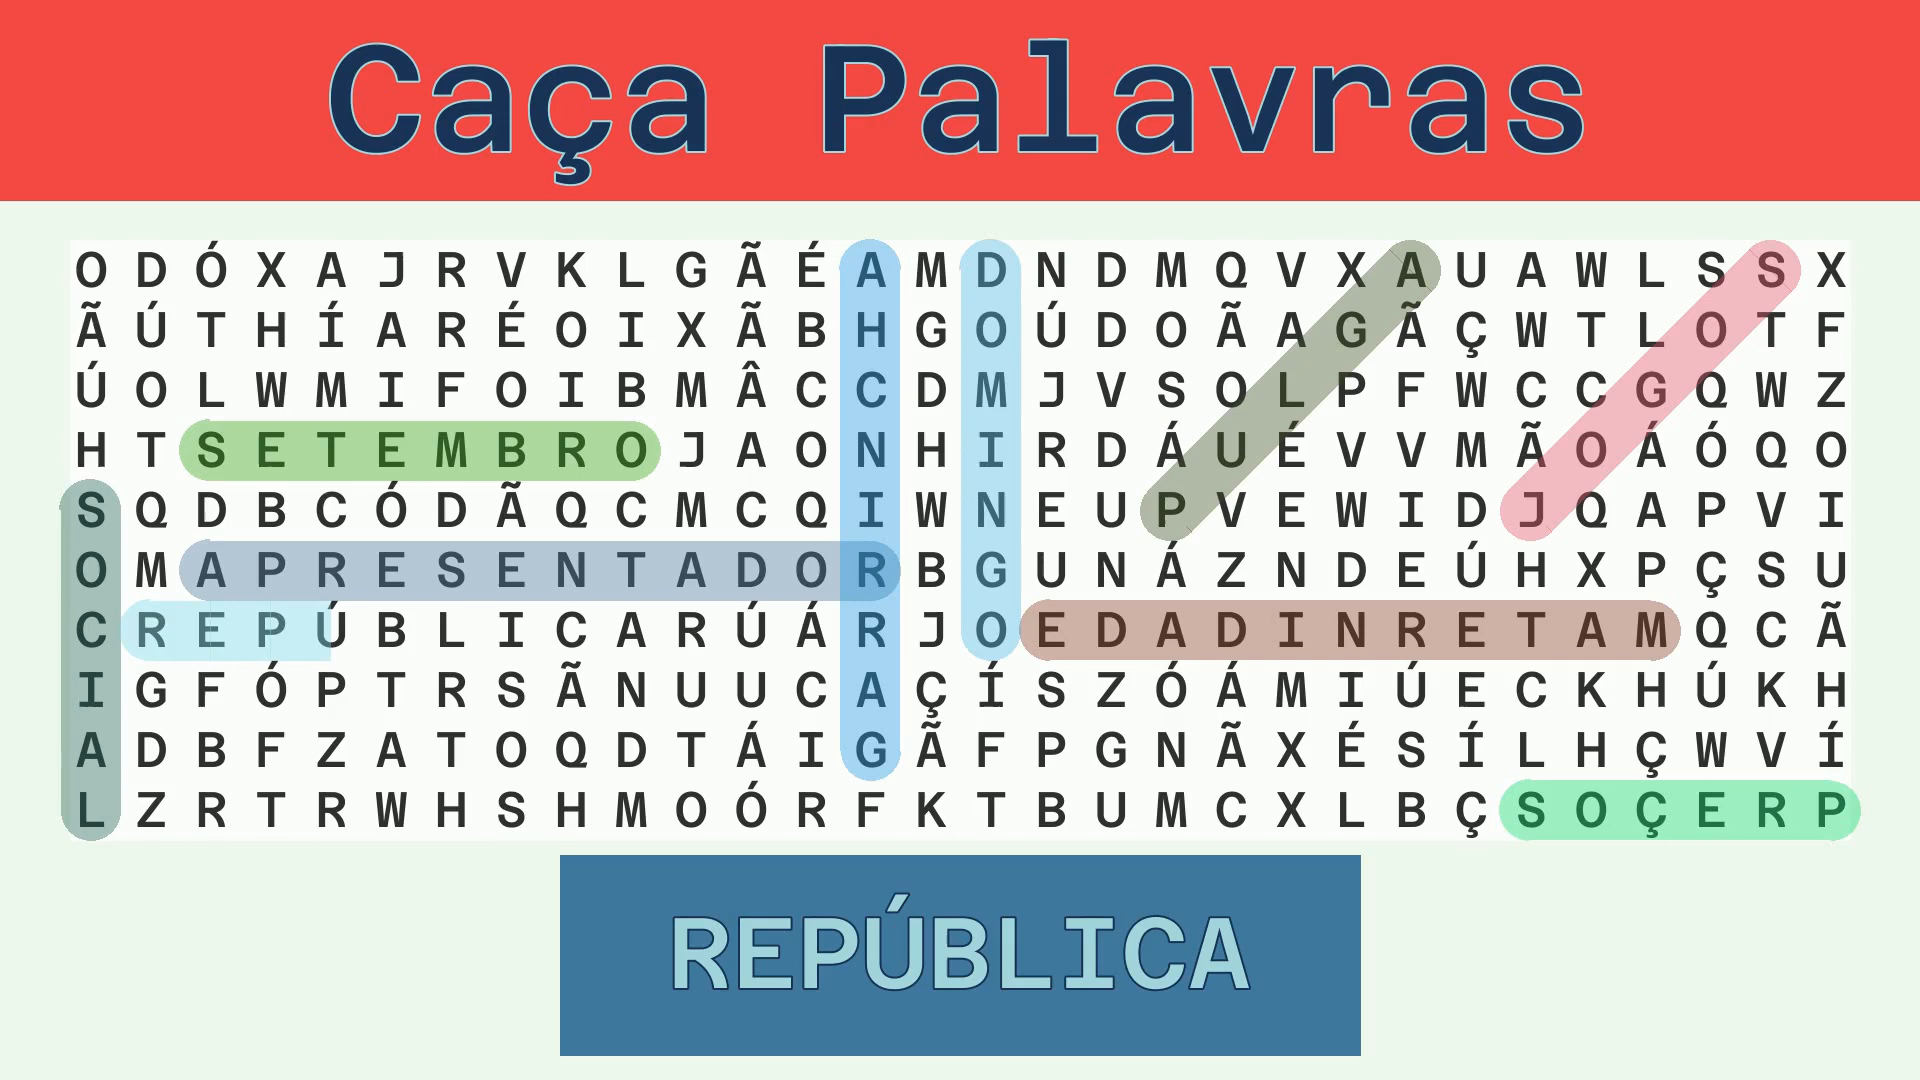 Caça Palavras
O D Ó X A J R V K L G Ã É A M D N D M Q V X A U A W L S S X
Ã Ú T H Í A R É O I X Ã B H G O Ú D O Ã A G Ã Ç W T L O T F
Ú O L W M I F O I B M Â C C D M J V S O L P F W C C G Q W Z
H T S E T E M B R O J A O N H I R D Á U É V V M Ã O Á Ó Q O
S Q D B C Ó D Ã Q C M C Q I W N E U P V E W I D J Q A P V I
O M A P R E S E N T A D O R B G U N Á Z N D E Ú H X P Ç S U
C R E P Ú B L I C A R Ú Á R J O E D A D I N R E T A M Q C Ã
I G F Ó P T R S Ã N U U C A Ç Í S Z Ó Á M I Ú E C K H Ú K H
A D B F Z A T O Q D T Á I G Ã F P G N Ã X É S Í L H Ç W V Í
L Z R T R W H S H M O Ó R F K T B U M C X L B Ç S O Ç E R P
REPÚBLICA